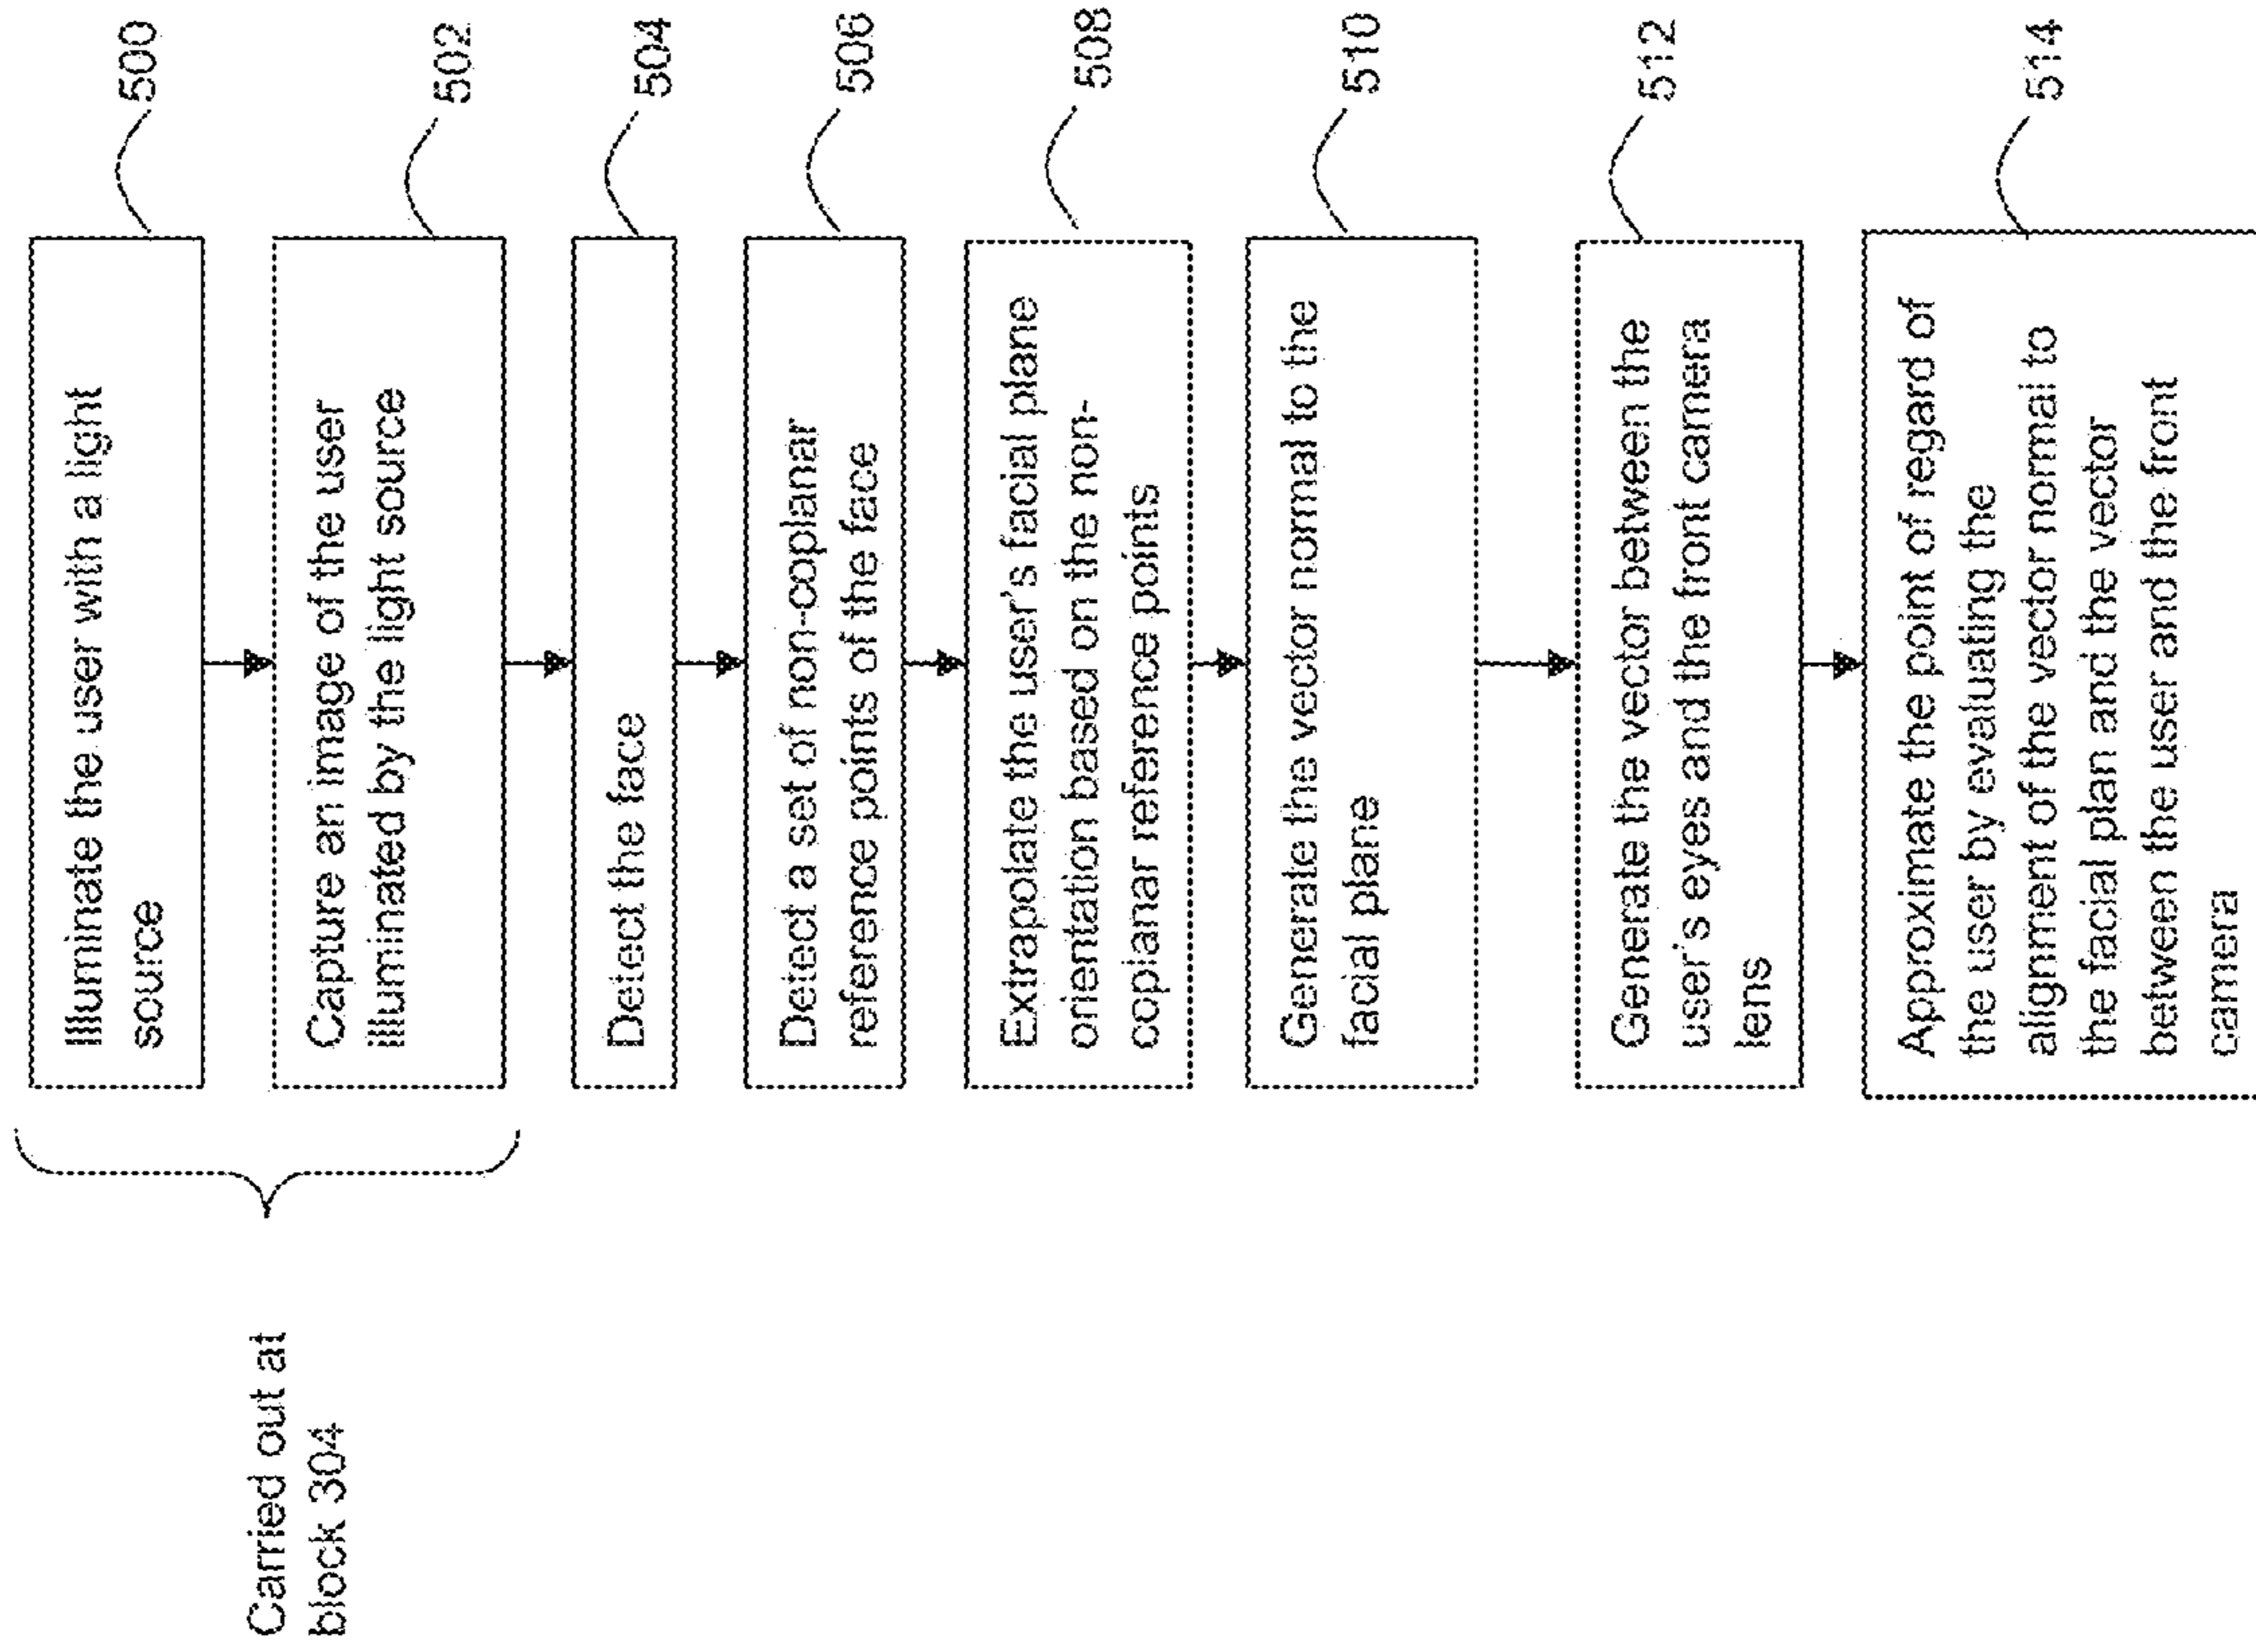 Carried out at
block 304
Illuminate the user with a light
source
500
Capture an image of the user
illuminated by the light source
502
Detect the face
504
Detect a set of non-coplanar
reference points of the face
506
Extrapolate the user's facial plane
orientation based on the non-
coplanar reference points
508
Generate the vector normal to the
facial plane
510
Generate the vector between the
user's eyes and the front camera
lens
512
Approximate the point of regard of
the user by evaluating the
alignment of the vector normal to
the facial plan and the vector
between the user and the front
camera
514